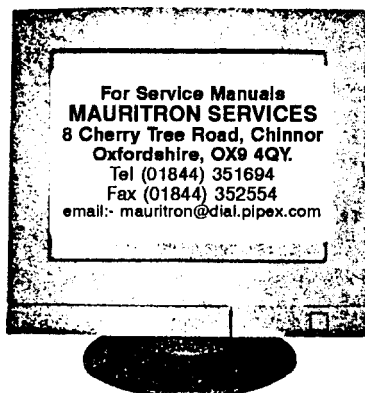 For Service Manuals
MAURITRON SERVICES
8 Cherry Tree Road, Chinnor
Oxfordshire, OX9 4QY.
Tel (01844) 351694
Fax (01844) 352554
email:- mauritron@dial.pipex.com